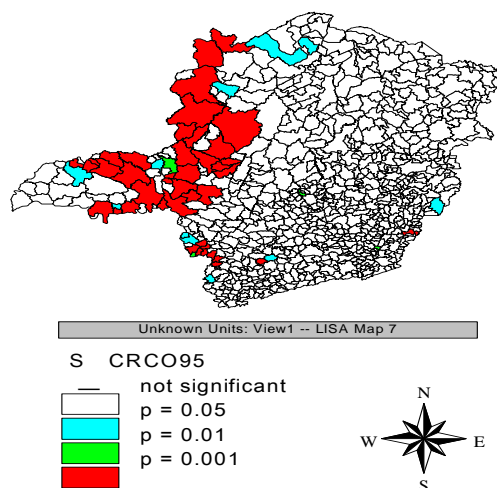 Unknown Units: View1 -- LISA Map 7
S CRCO95
not significant
p = 0.05
p = 0.01
p = 0.001
N
W E
S